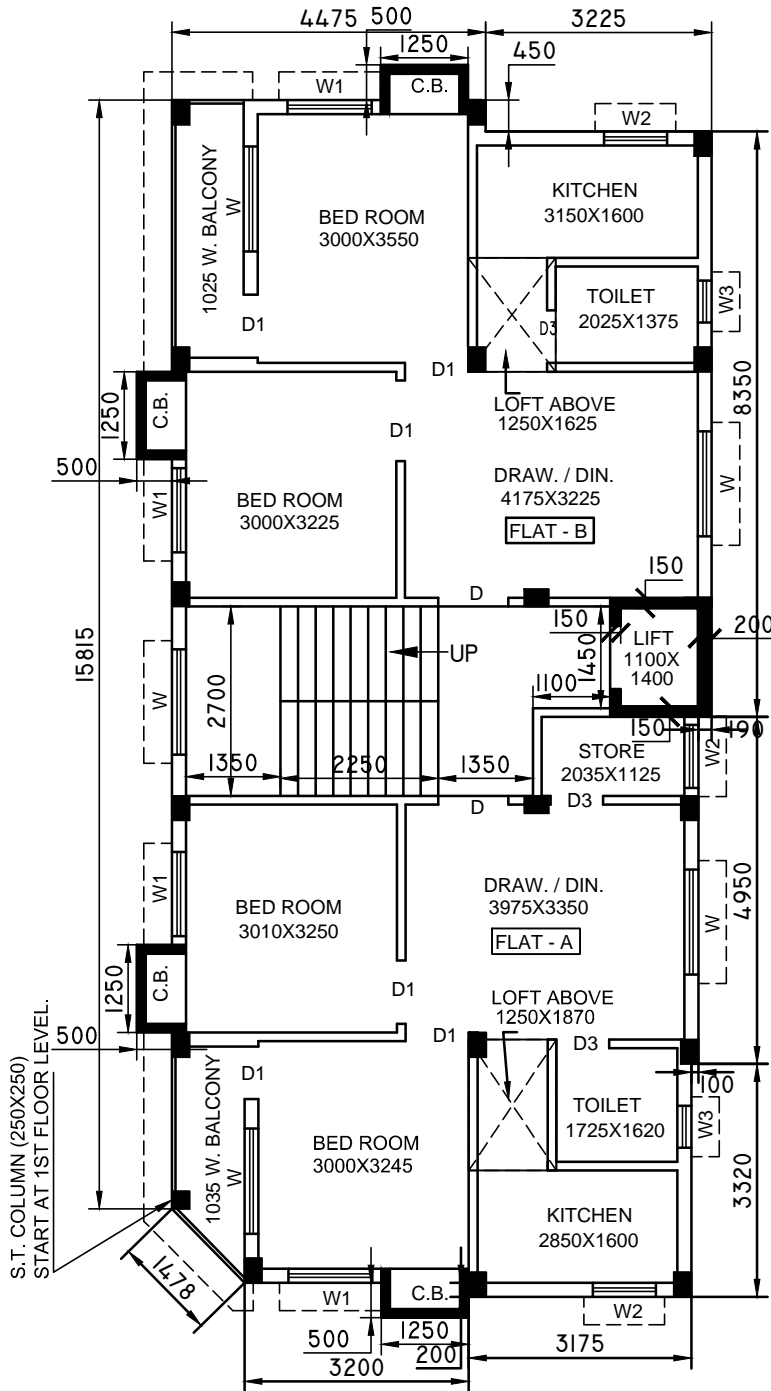 4475
500
3225
1250
450
W1
C.B.
W2
1025 W. BALCONY
W
BED ROOM
3000X3550
KITCHEN
3150X1600
TOILET
2025X1375
W3
D1
D3
D1
8350
C.B.
1250
LOFT ABOVE
1250X1625
D1
500
W1
BED ROOM
3000X3225
DRAW. / DIN.
4175X3225
W
FLAT - B
150
D
15815
W
2700
UP
150
1450
LIFT
1100X
1400
200
1100
150
190
1350
2250
1350
STORE
2035X1125
W2
D
D3
W1
BED ROOM
3010X3250
DRAW. / DIN.
3975X3350
W
4950
FLAT - A
1250
C.B.
D1
LOFT ABOVE
1250X1870
500
D1
D3
D1
100
S.T. COLUMN (250X250)
START AT 1ST FLOOR LEVEL.
1035 W. BALCONY
W
BED ROOM
3000X3245
TOILET
1725X1620
W3
3320
KITCHEN
2850X1600
1478
W1
C.B.
W2
500
1250
200
3200
3175